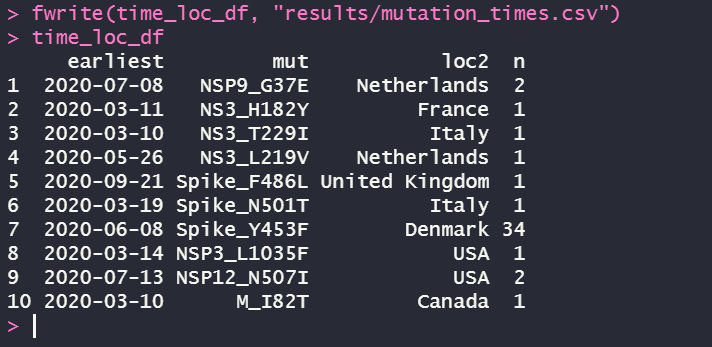 > fwrite(time_loc_df, "results/mutation_times.csv")
> time_loc_df
     earliest          mut           loc2  n
1  2020-07-08    NSP9_G37E    Netherlands  2
2  2020-03-11    NS3_H182Y         France  1
3  2020-03-10    NS3_T229I          Italy  1
4  2020-05-26    NS3_L219V    Netherlands  1
5  2020-09-21  Spike_F486L United Kingdom  1
6  2020-03-19  Spike_N501T          Italy  1
7  2020-06-08  Spike_Y453F        Denmark 34
8  2020-03-14  NSP3_L1035F            USA  1
9  2020-07-13  NSP12_N507I            USA  2
10 2020-03-10       M_I82T         Canada  1
>